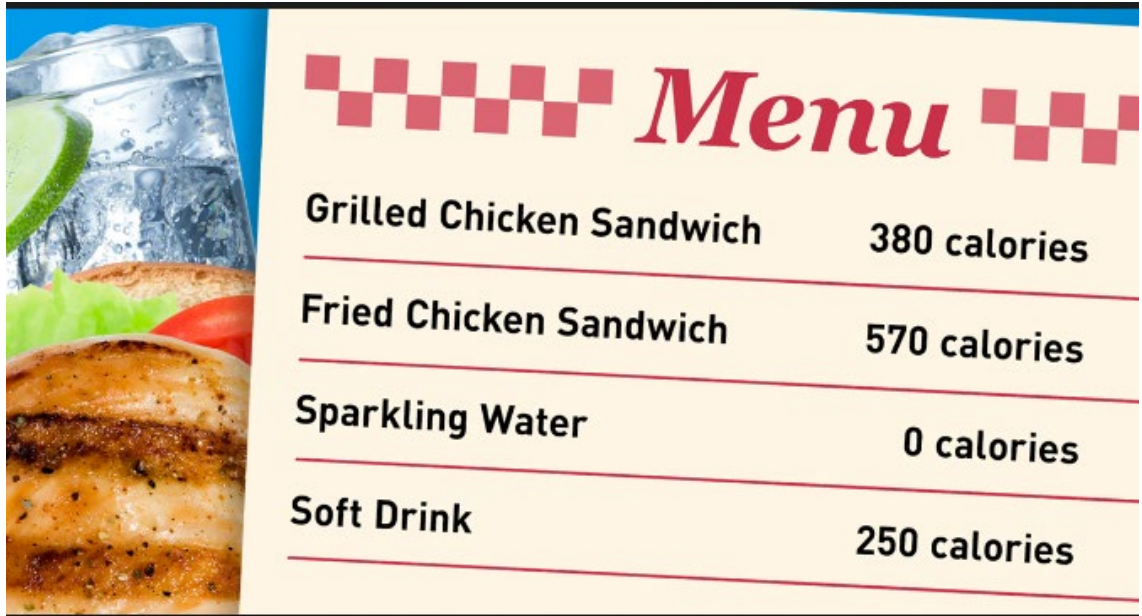 Menu
Grilled Chicken Sandwich 380 calories
Fried Chicken Sandwich 570 calories
Sparkling Water 0 calories
Soft Drink 250 calories